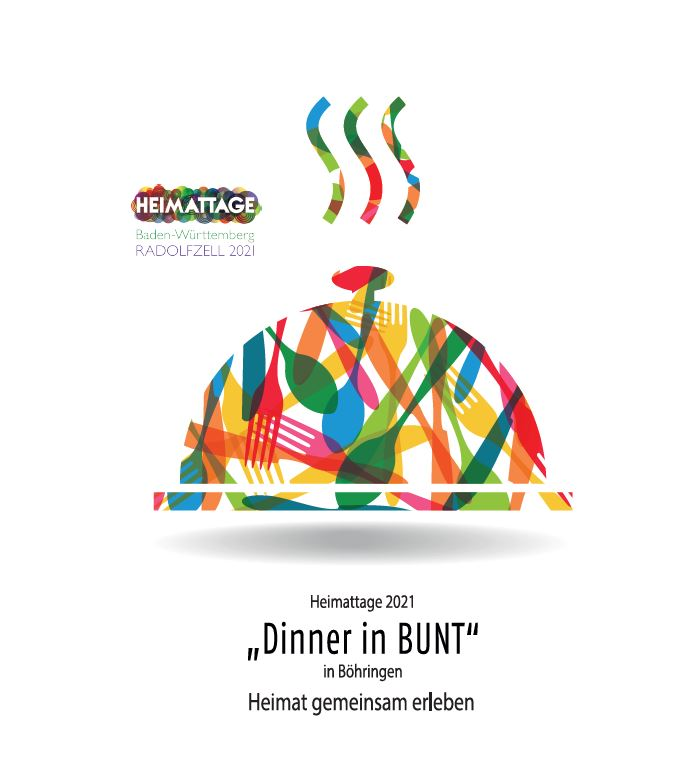 HEIMATTAGE
Baden-Württemberg
RADOLFZELL 2021
Heimattage 2021
„Dinner in BUNT“
in Böhringen
Heimat gemeinsam erleben